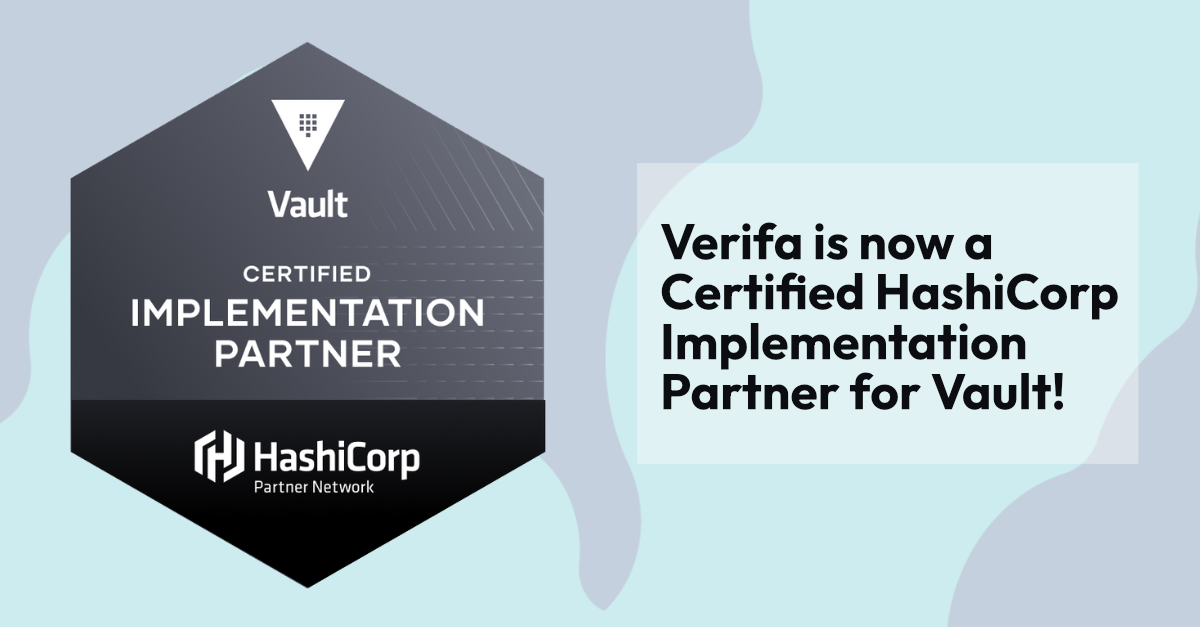 Vault
CERTIFIED
IMPLEMENTATION
PARTNER
HashiCorp
Partner Network
Verifa is now a
Certified HashiCorp
Implementation
Partner for Vault!